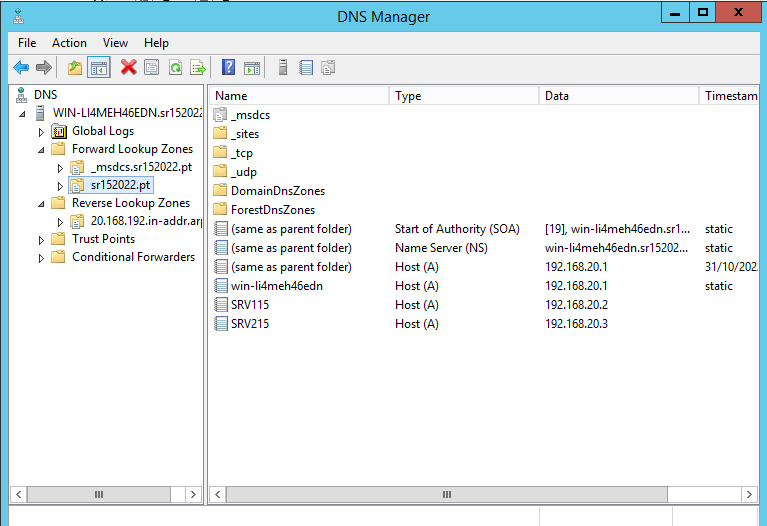 DNS Manager
File Action View Help
DNS
WIN-LI4MEH46EDN.sr152022
Global Logs
Forward Lookup Zones
_msdcs.sr152022.pt
sr152022.pt
Reverse Lookup Zones
20.168.192.in-addr.arp
Trust Points
Conditional Forwarders
Name Type Data Timestam
_msdcs
_sites
_tcp
_udp
DomainDnsZones
ForestDnsZones
(same as parent folder) Start of Authority (SOA) [19], win-li4meh46edn.sr1... static
(same as parent folder) Name Server (NS) win-li4meh46edn.sr15202... static
(same as parent folder) Host (A) 192.168.20.1 31/10/202
win-li4meh46edn Host (A) 192.168.20.1 static
SRV115 Host (A) 192.168.20.2
SRV215 Host (A) 192.168.20.3